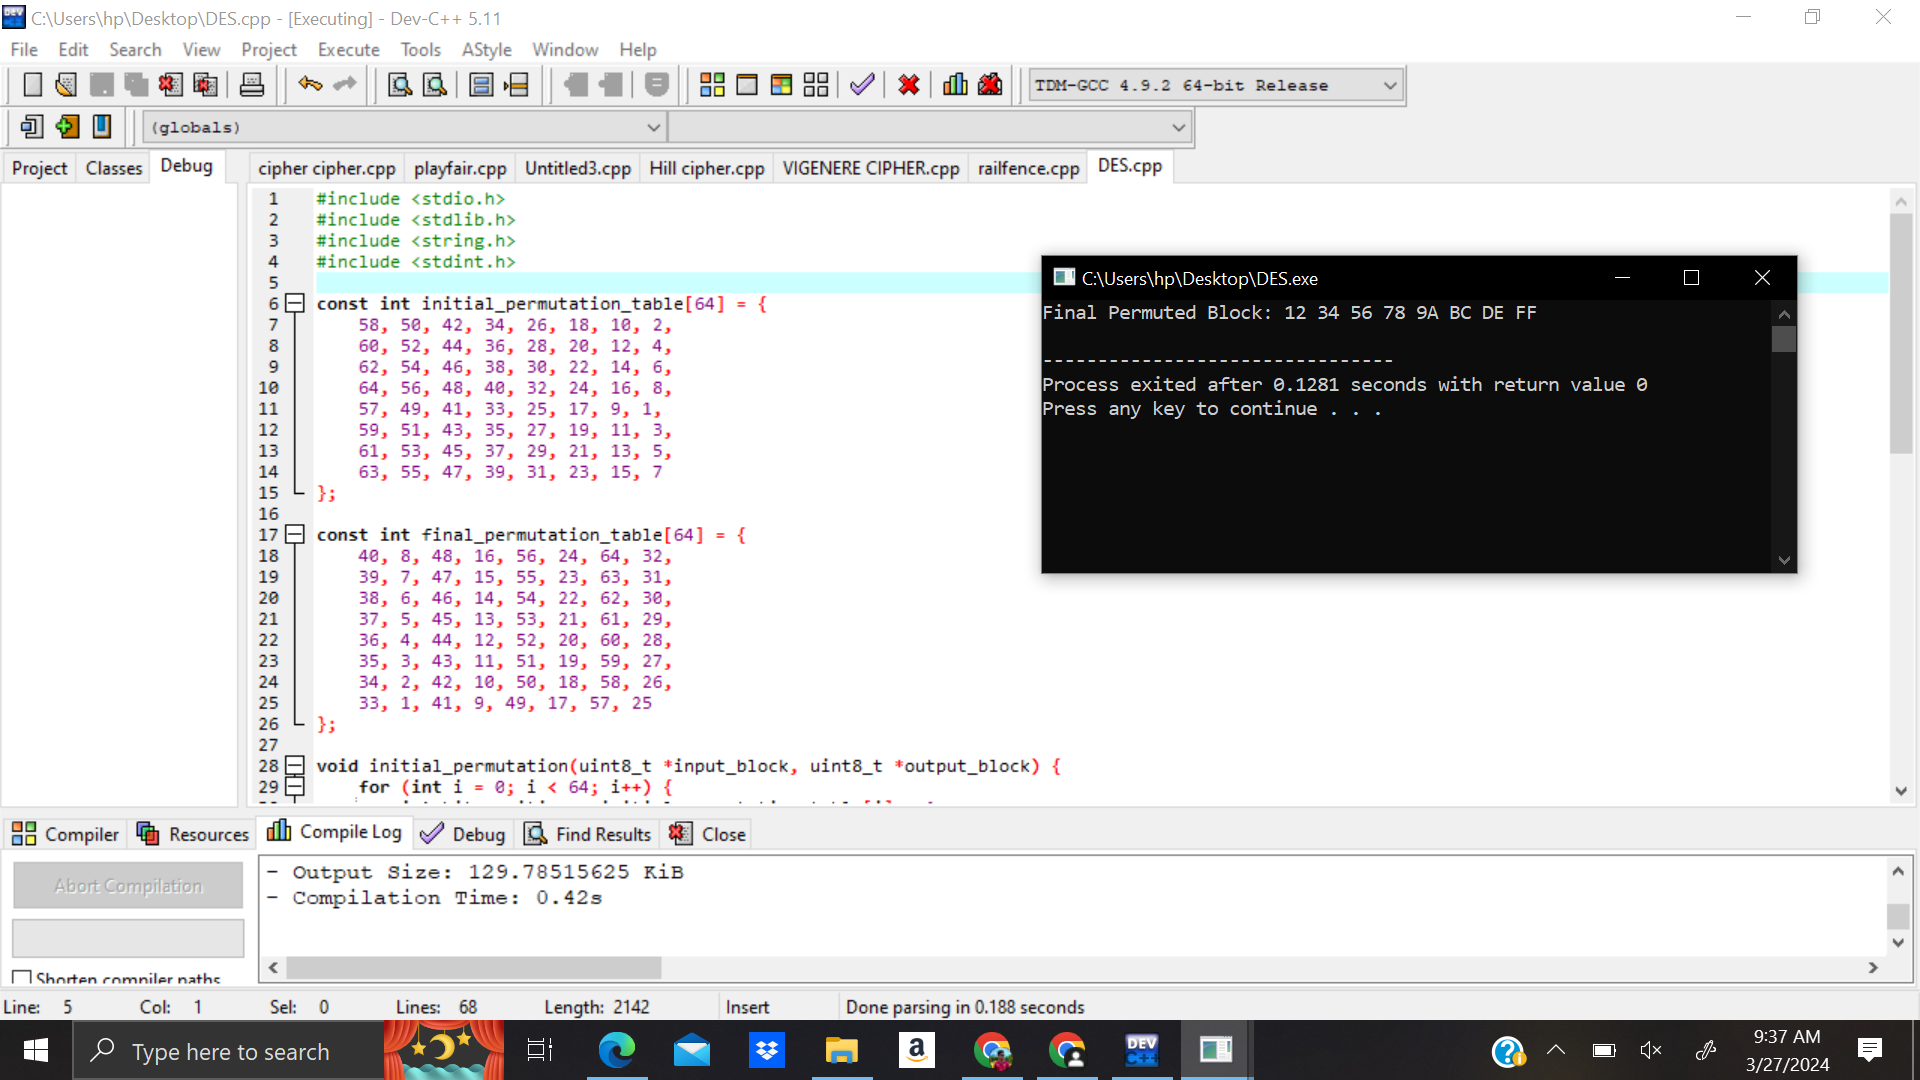 C:\Users\hp\Desktop\DES.cpp - [Executing] - Dev-C++ 5.11
File Edit Search View Project Execute Tools AStyle Window Help
TDM-GCC 4.9.2 64-bit Release
(globals)
Project Classes Debug
cipher cipher.cpp playfair.cpp Untitled3.cpp Hill cipher.cpp VIGENERE CIPHER.cpp railfence.cpp DES.cpp
1 #include <stdio.h>
2 #include <stdlib.h>
3 #include <string.h>
4 #include <stdint.h>
5
6 const int initial_permutation_table[64] = {
7 58, 50, 42, 34, 26, 18, 10, 2,
8 60, 52, 44, 36, 28, 20, 12, 4,
9 62, 54, 46, 38, 30, 22, 14, 6,
10 64, 56, 48, 40, 32, 24, 16, 8,
11 57, 49, 41, 33, 25, 17, 9, 1,
12 59, 51, 43, 35, 27, 19, 11, 3,
13 61, 53, 45, 37, 29, 21, 13, 5,
14 63, 55, 47, 39, 31, 23, 15, 7
15 };
16
17 const int final_permutation_table[64] = {
18 40, 8, 48, 16, 56, 24, 64, 32,
19 39, 7, 47, 15, 55, 23, 63, 31,
20 38, 6, 46, 14, 54, 22, 62, 30,
21 37, 5, 45, 13, 53, 21, 61, 29,
22 36, 4, 44, 12, 52, 20, 60, 28,
23 35, 3, 43, 11, 51, 19, 59, 27,
24 34, 2, 42, 10, 50, 18, 58, 26,
25 33, 1, 41, 9, 49, 17, 57, 25
26 };
27
28 void initial_permutation(uint8_t *input_block, uint8_t *output_block) {
29 for (int i = 0; i < 64; i++) {
C:\Users\hp\Desktop\DES.exe
Final Permuted Block: 12 34 56 78 9A BC DE FF
--------------------------------
Process exited after 0.1281 seconds with return value 0
Press any key to continue . . .
Compiler Resources Compile Log Debug Find Results Close
Abort Compilation
Shorten compiler paths
- Output Size: 129.78515625 KiB
- Compilation Time: 0.42s
Line: 5 Col: 1 Sel: 0 Lines: 68 Length: 2142 Insert Done parsing in 0.188 seconds
Type here to search
DEV C++
9:37 AM
3/27/2024